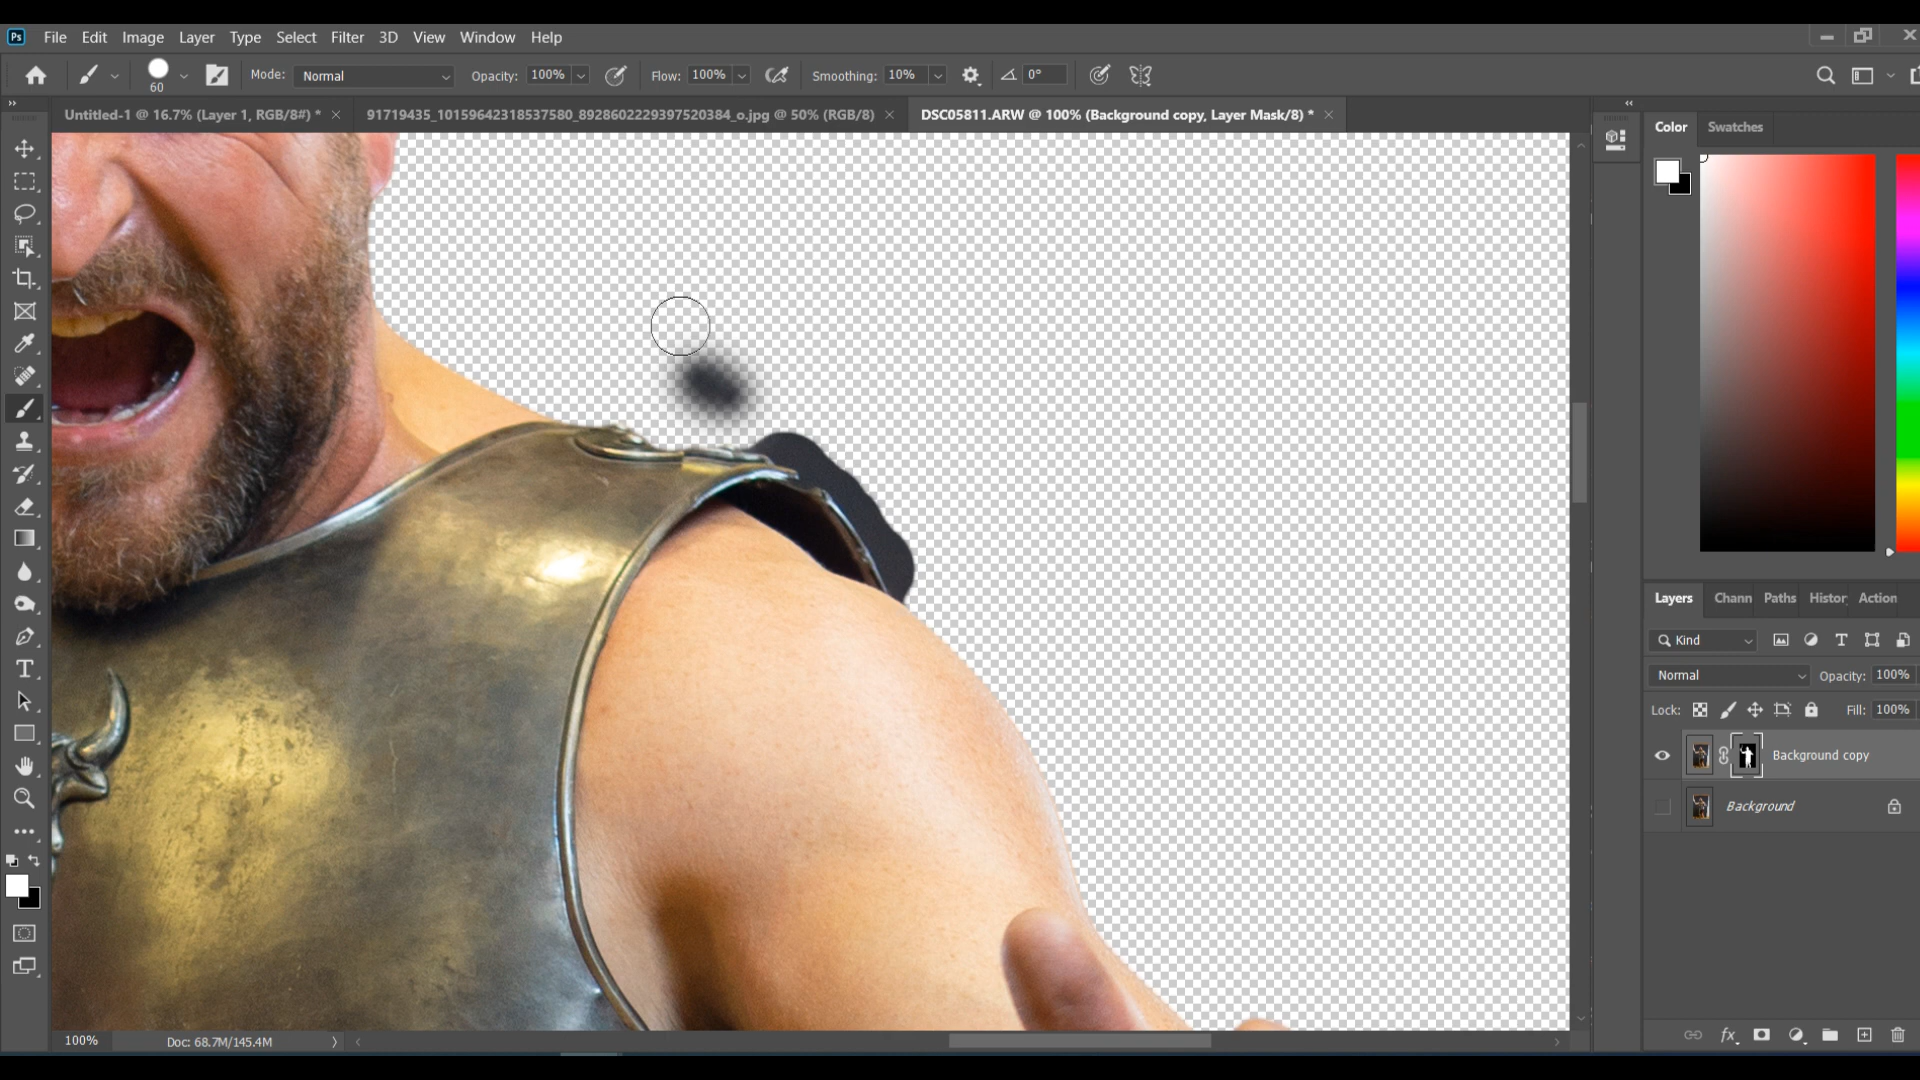 Ps File Edit Image Layer Type Select Filter 3D View Window Help
60 Mode: Normal Opacity: 100% Flow: 100% Smoothing: 10% 0°
Untitled-1 @ 16.7% (Layer 1, RGB/8#) * 91719435_10159642318537580_8928602229397520384_o.jpg @ 50% (RGB/8) DSC05811.ARW @ 100% (Background copy, Layer Mask/8) *
Color Swatches
Layers Chann Paths Histor Action
Kind
Normal Opacity: 100%
Lock: Fill: 100%
Background copy
Background
100% Doc: 68.7M/145.4M
fx